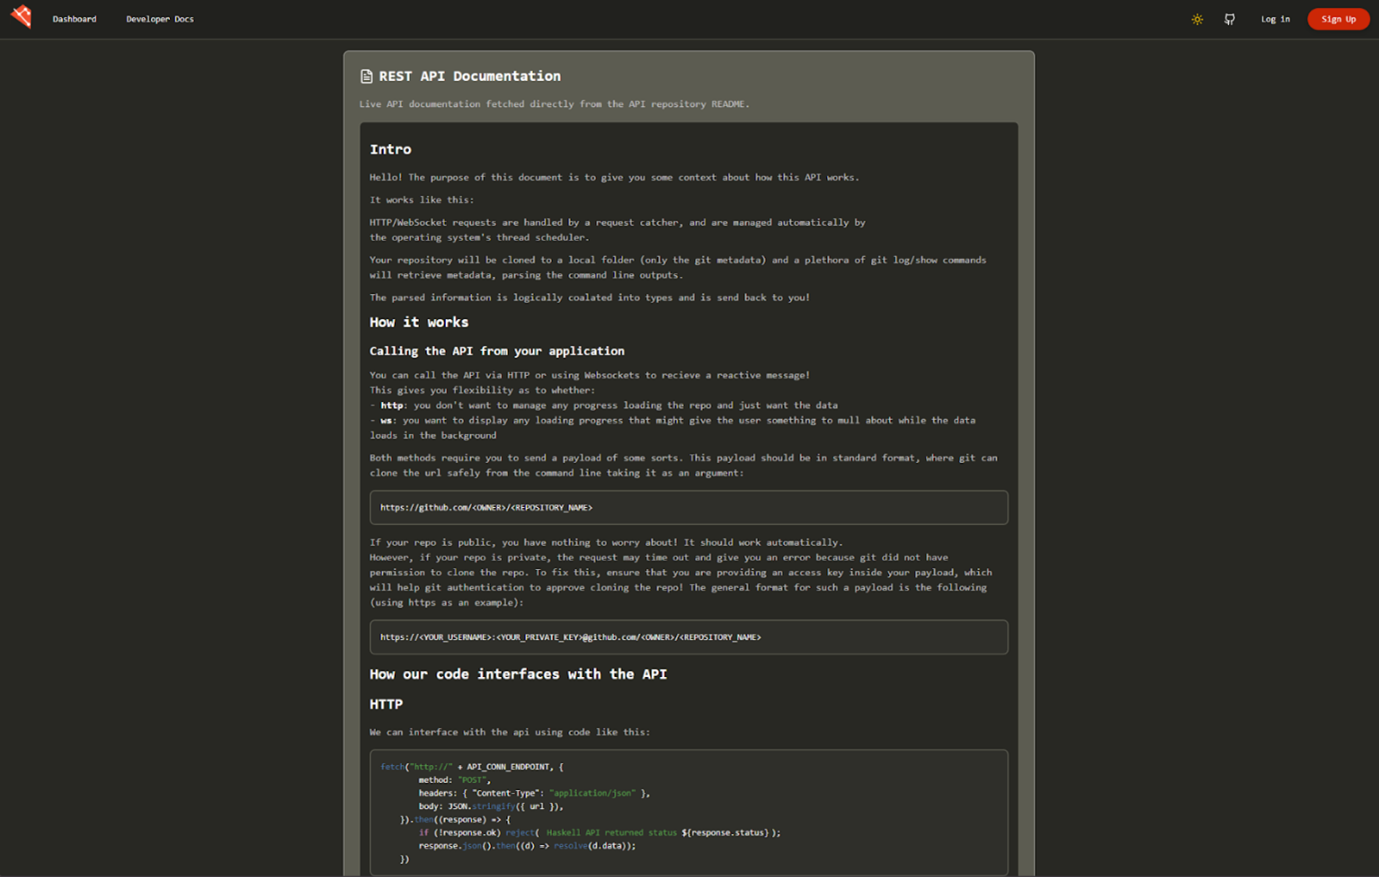 Dashboard Developer Docs Log in Sign Up
REST API Documentation
Live API documentation fetched directly from the API repository README.
Intro
Hello! The purpose of this document is to give you some context about how this API works.
It works like this:
HTTP/WebSocket requests are handled by a request catcher, and are managed automatically by
the operating system's thread scheduler.
Your repository will be cloned to a local folder (only the git metadata) and a plethora of git log/show commands
will retrieve metadata, parsing the command line outputs.
The parsed information is logically coalated into types and is send back to you!
How it works
Calling the API from your application
You can call the API via HTTP or using Websockets to recieve a reactive message!
This gives you flexibility as to whether:
- http: you don't want to manage any progress loading the repo and just want the data
- ws: you want to display any loading progress that might give the user something to mull about while the data
loads in the background
Both methods require you to send a payload of some sorts. This payload should be in standard format, where git can
clone the url safely from the command line taking it as an argument:
https://github.com/<OWNER>/<REPOSITORY_NAME>
If your repo is public, you have nothing to worry about! It should work automatically.
However, if your repo is private, the request may time out and give you an error because git did not have
permission to clone the repo. To fix this, ensure that you are providing an access key inside your payload, which
will help git authentication to approve cloning the repo! The general format for such a payload is the following
(using https as an example):
https://<YOUR_USERNAME>:<YOUR_PRIVATE_KEY>@github.com/<OWNER>/<REPOSITORY_NAME>
How our code interfaces with the API
HTTP
We can interface with the api using code like this:
fetch("http://" + API_CONN_ENDPOINT, {
method: "POST",
headers: { "Content-Type": "application/json" },
body: JSON.stringify({ url }),
}).then((response) => {
if (!response.ok) reject( Haskell API returned status ${response.status} );
response.json().then((d) => resolve(d.data));
})